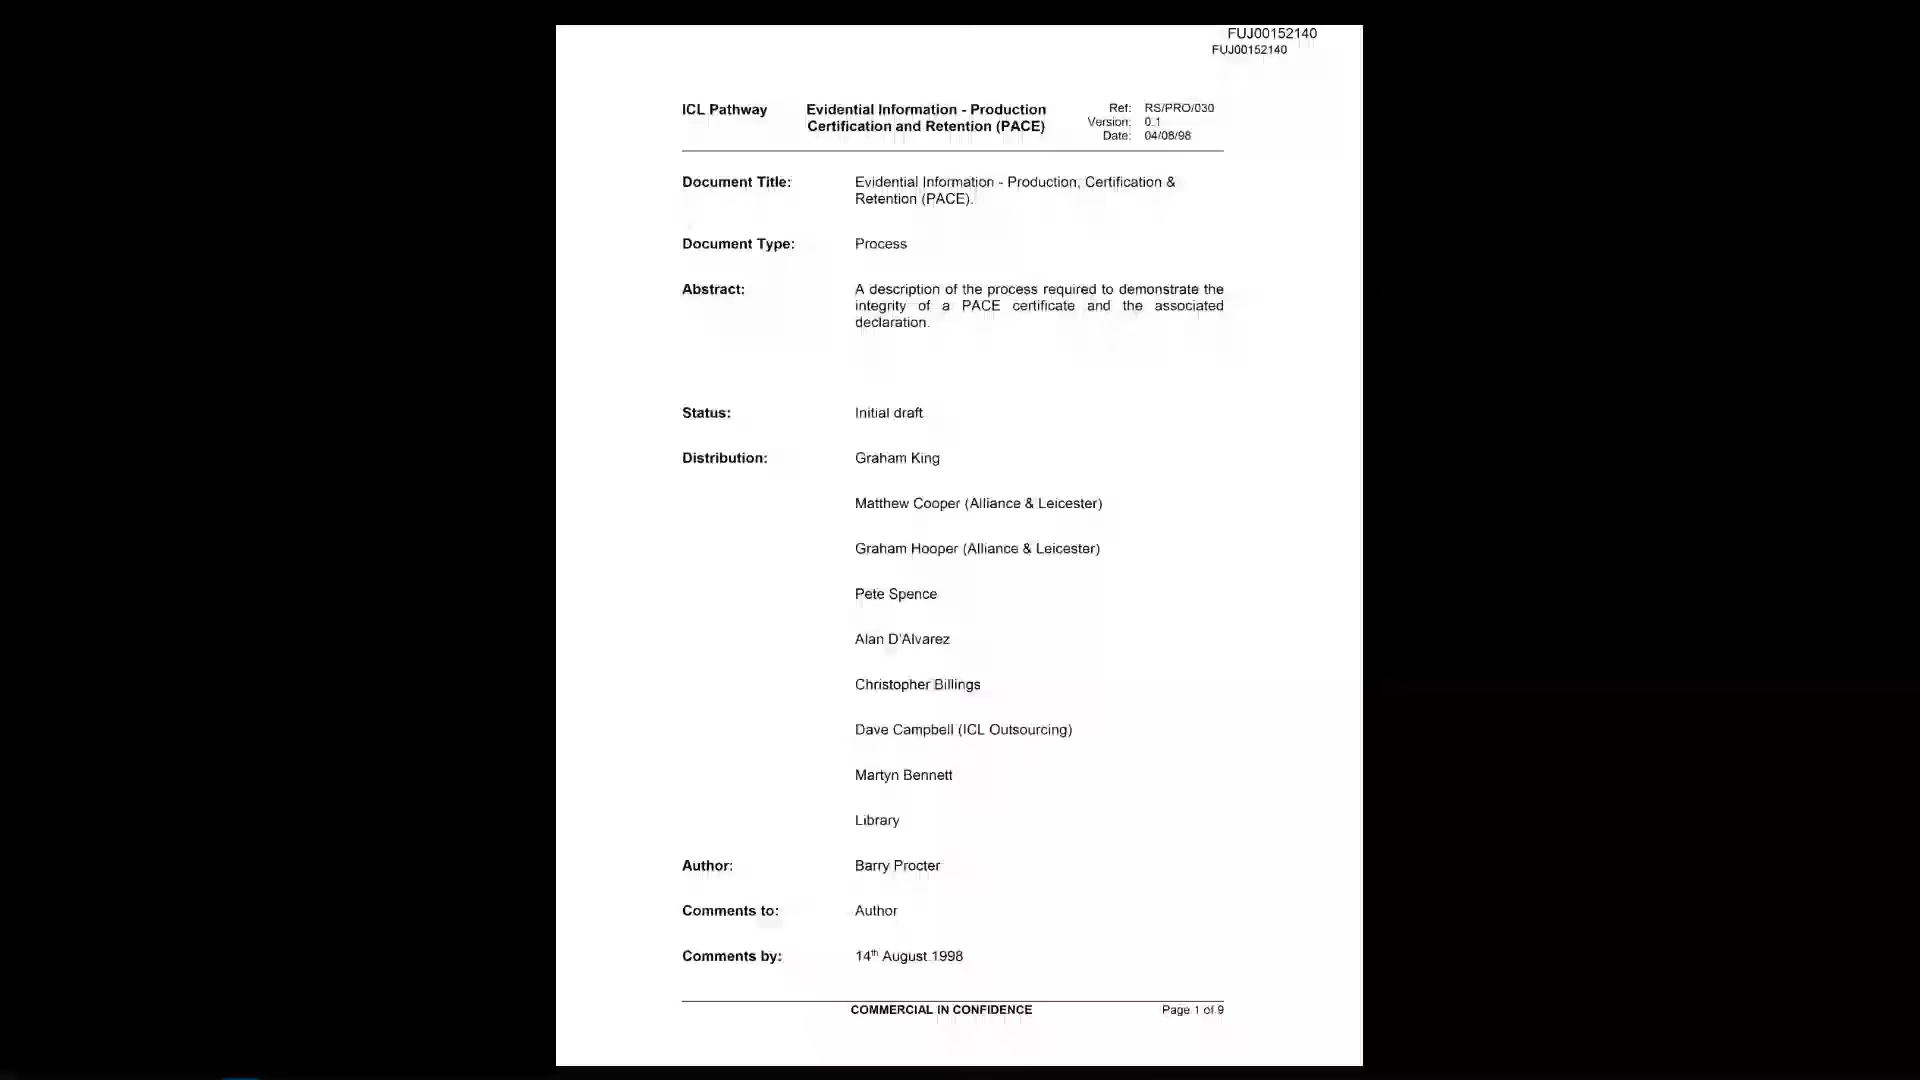 FUJ00152140
FUJ00152140
ICL Pathway Evidential Information - Production Ref: RS/PRO/030
Certification and Retention (PACE) Version: 0.1
Date: 04/08/98
Document Title: Evidential Information - Production, Certification &
Retention (PACE).
Document Type: Process
Abstract: A description of the process required to demonstrate the
integrity of a PACE certificate and the associated
declaration.
Status: Initial draft
Distribution: Graham King
Matthew Cooper (Alliance & Leicester)
Graham Hooper (Alliance & Leicester)
Pete Spence
Alan D'Alvarez
Christopher Billings
Dave Campbell (ICL Outsourcing)
Martyn Bennett
Library
Author: Barry Procter
Comments to: Author
Comments by: 14th August 1998
COMMERCIAL IN CONFIDENCE Page 1 of 9